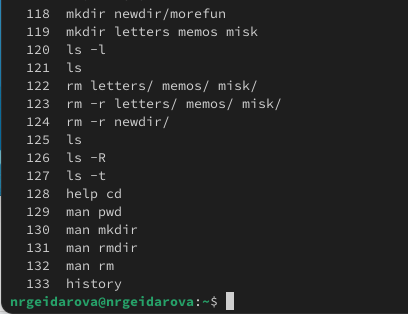 118 mkdir newdir/morefun
119 mkdir letters memos misk
120 ls -l
121 ls
122 rm letters/ memos/ misk/
123 rm -r letters/ memos/ misk/
124 rm -r newdir/
125 ls
126 ls -R
127 ls -t
128 help cd
129 man pwd
130 man mkdir
131 man rmdir
132 man rm
133 history
nrgeidarova@nrgeidarova:~$